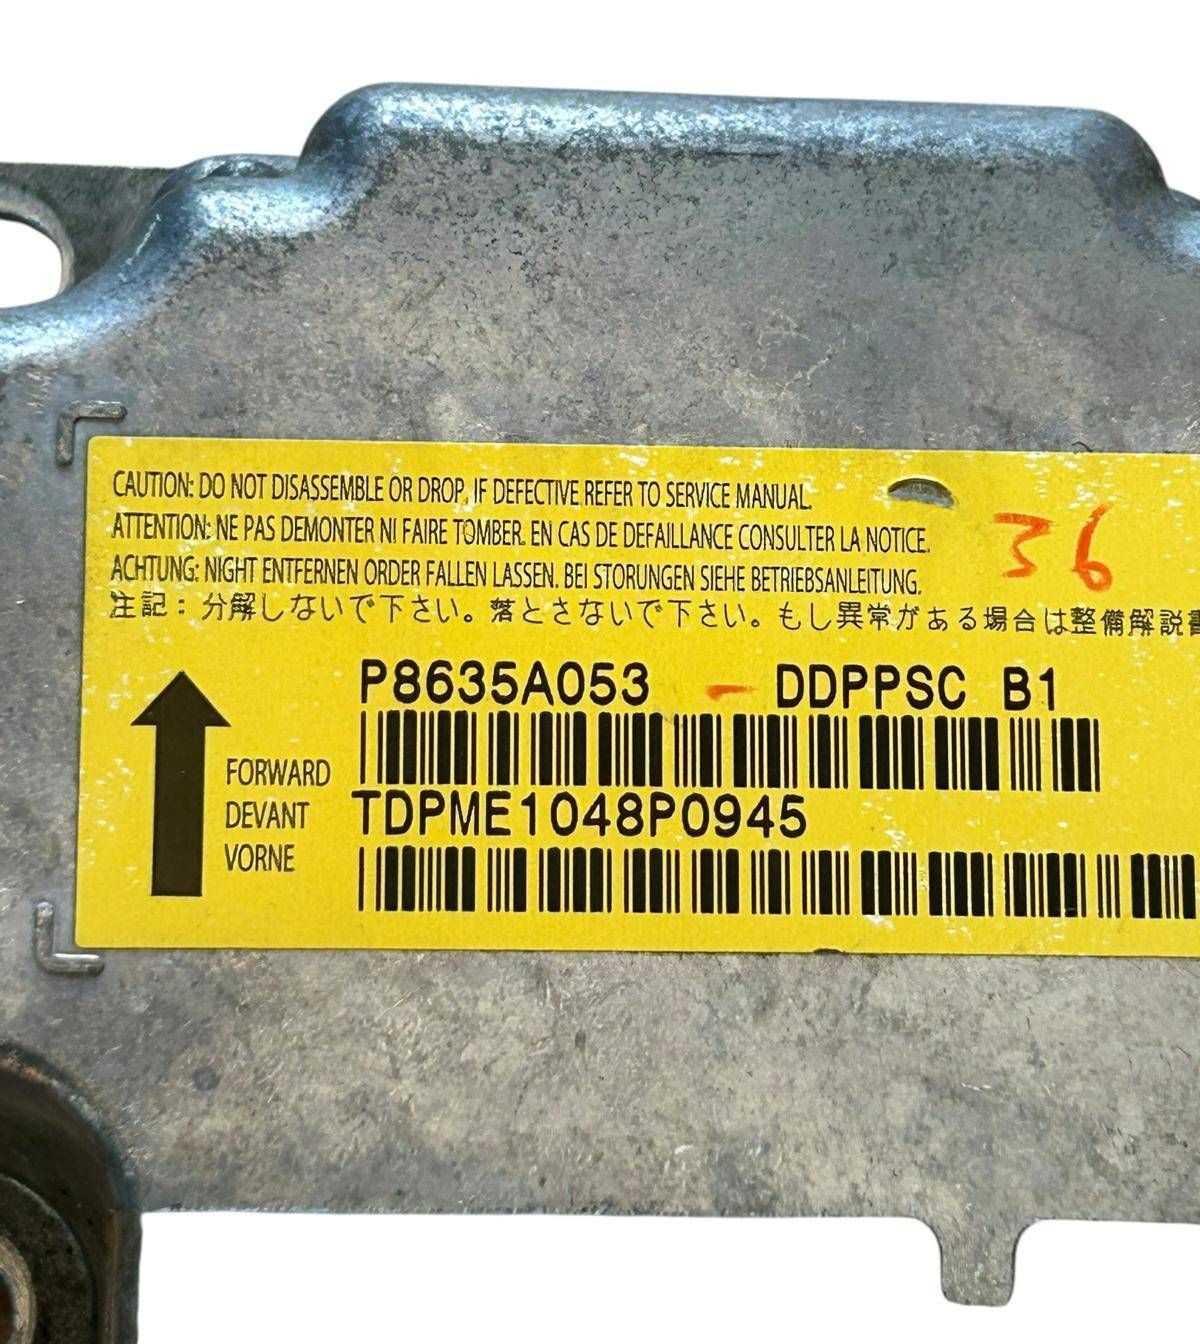 CAUTION: DO NOT DISASSEMBLE OR DROP, IF DEFECTIVE REFER TO SERVICE MANUAL.
ATTENTION: NE PAS DEMONTER NI FAIRE TOMBER. EN CAS DE DEFAILLANCE CONSULTER LA NOTICE.
36
ACHTUNG: NIGHT ENTFERNEN ORDER FALLEN LASSEN. BEI STORUNGEN SIEHE BETRIEBSANLEITUNG.
注記：分解しないで下さい。落とさないで下さい。もし異常がある場合は整備解説書
P8635A053 - DDPPSC B1
FORWARD
DEVANT
VORNE
TDPME1048P0945